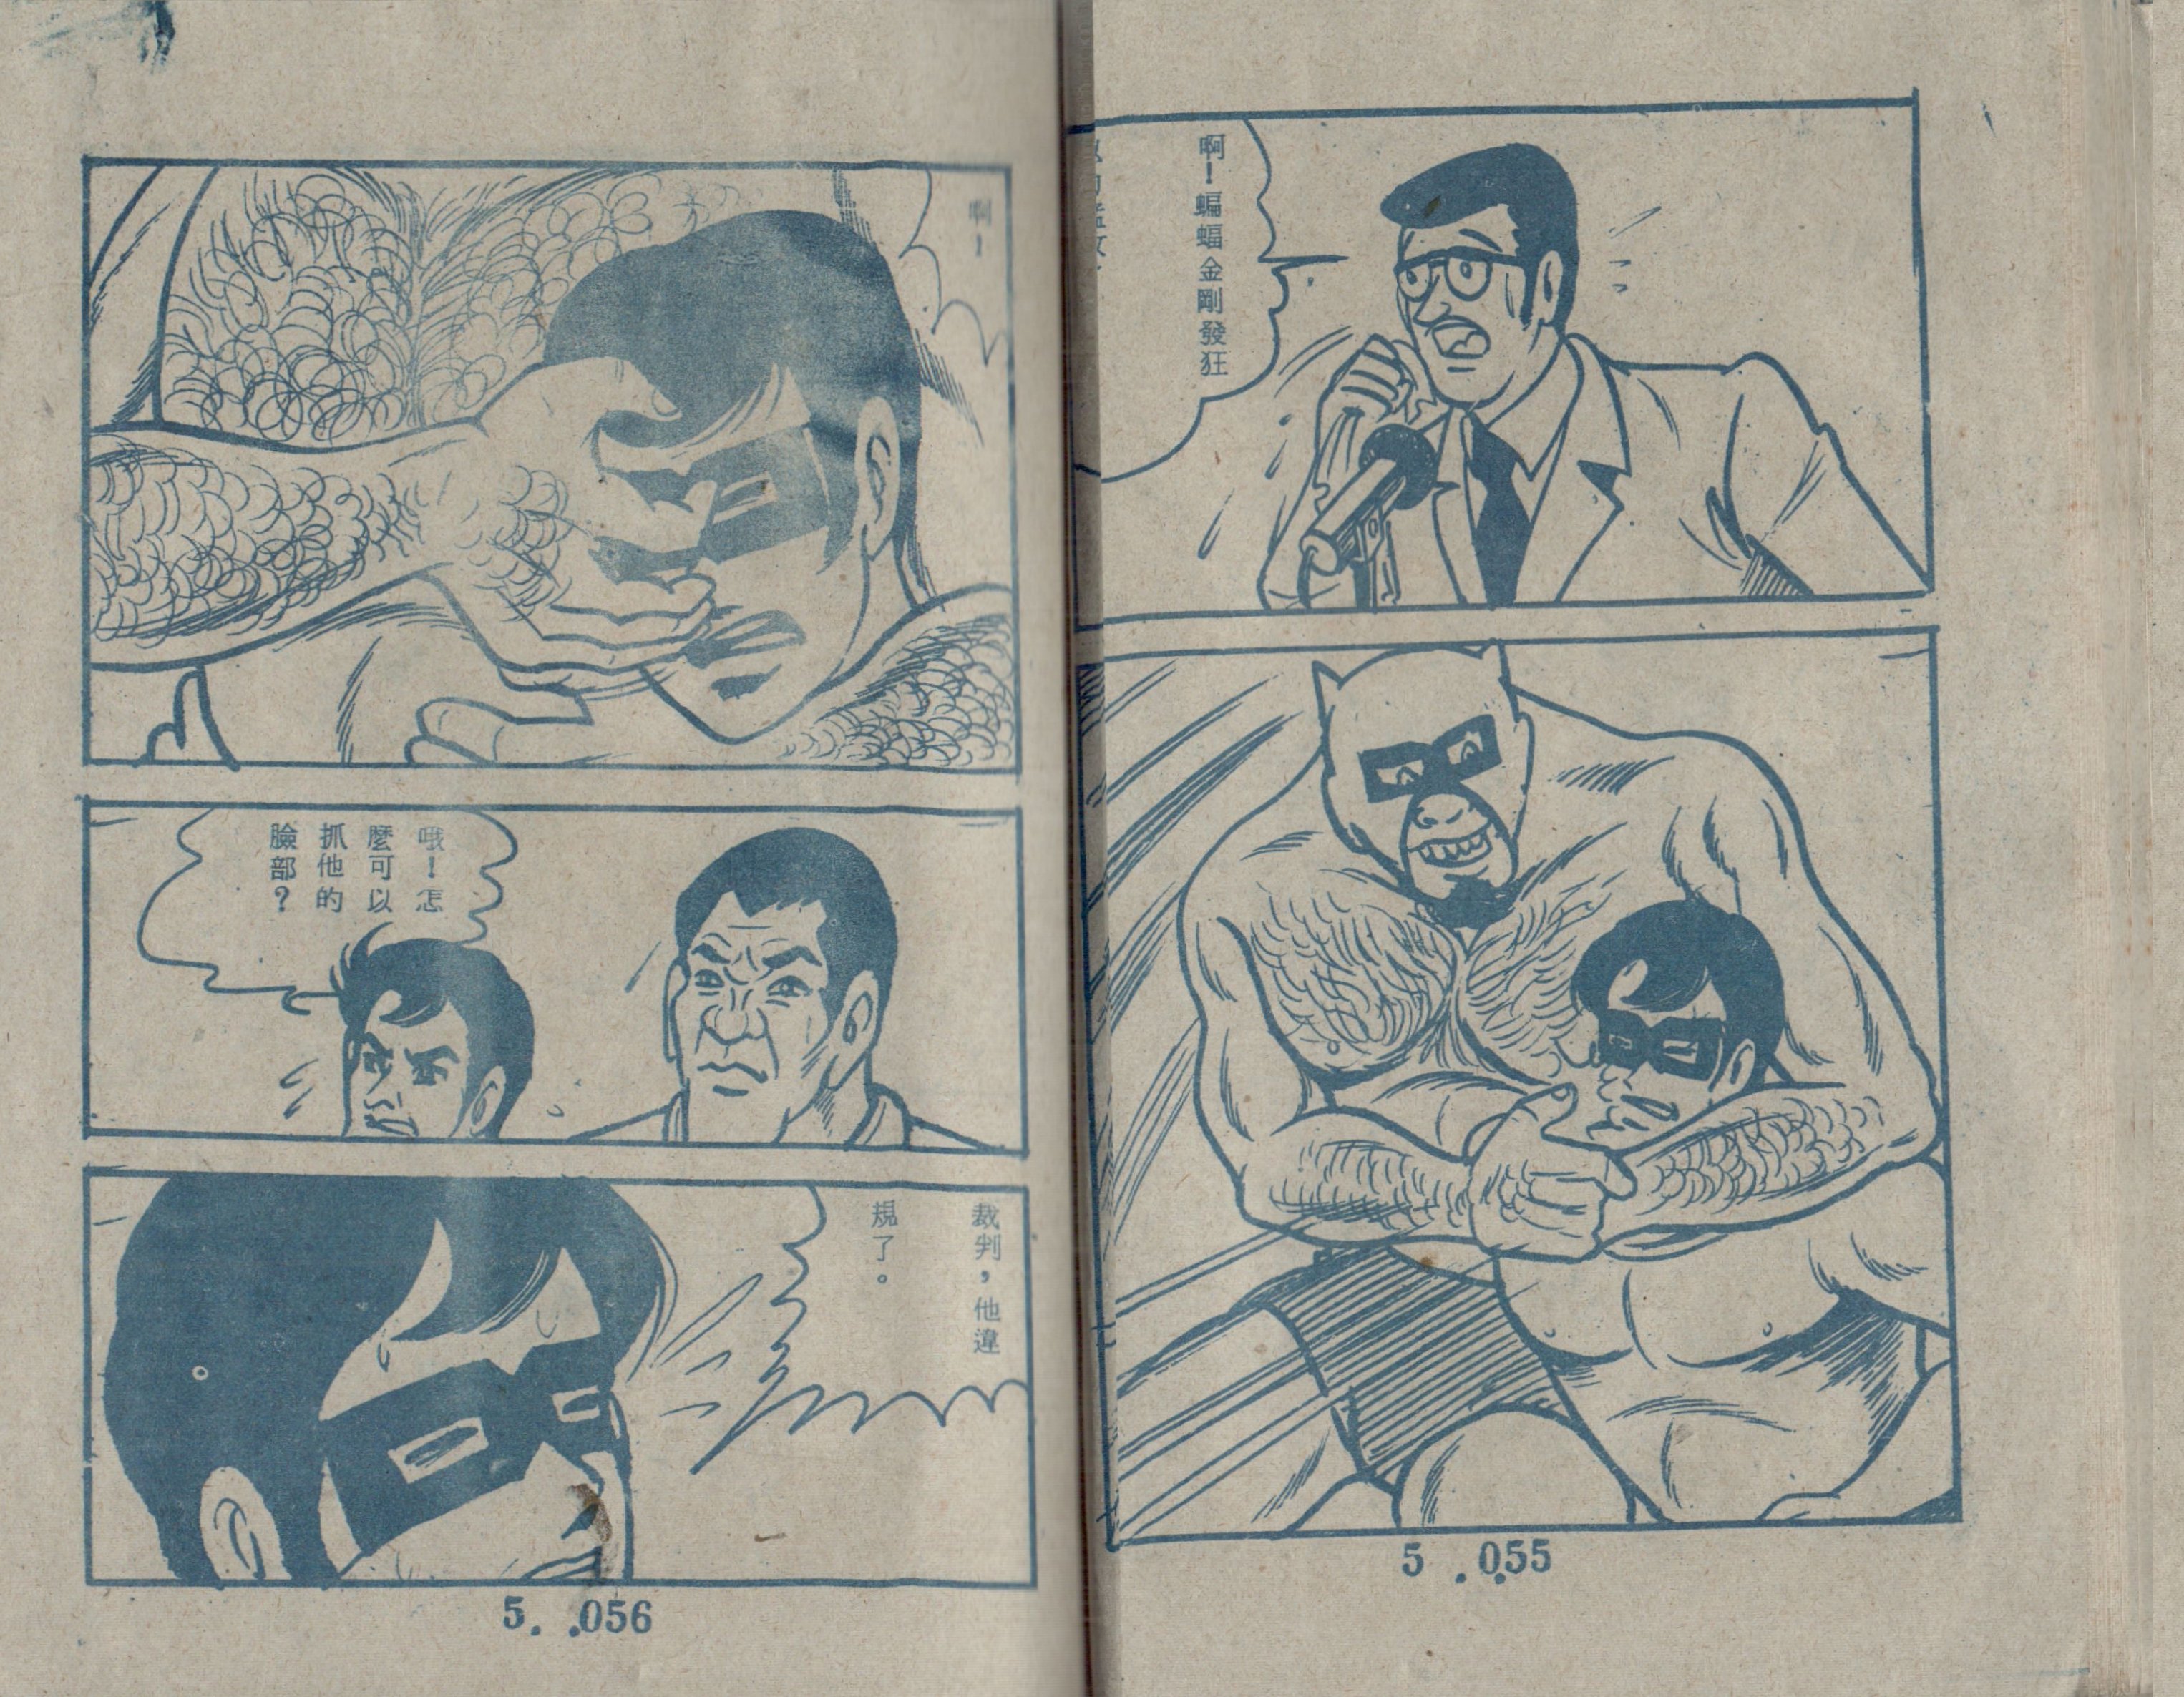 啊！蝙蝠金剛發狂
5 . 055
啊！
哦！怎
麼可以
抓他的
臉部？
裁判，他違
規了。
5. .056